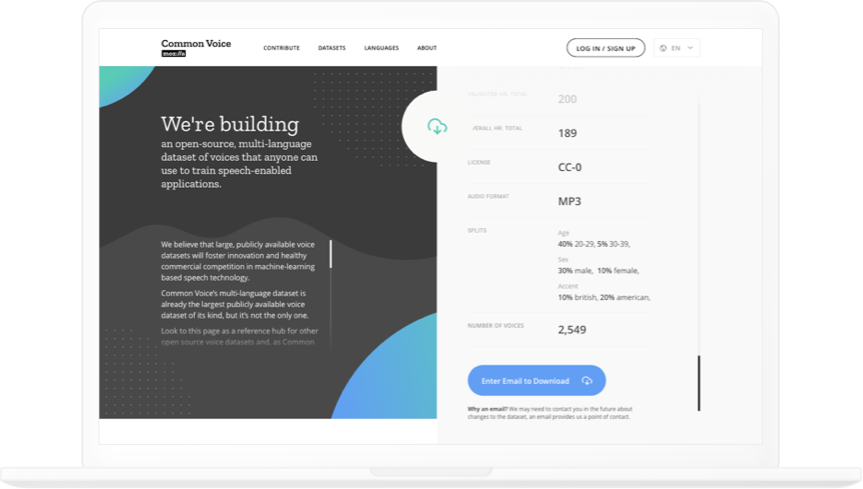 Common Voice
moz://a
CONTRIBUTE
DATASETS
LANGUAGES
ABOUT
LOG IN / SIGN UP
EN
We're building
an open-source, multi-language
dataset of voices that anyone can
use to train speech-enabled
applications.
We believe that large, publicly available voice
datasets will foster innovation and healthy
commercial competition in machine-learning
based speech technology.
Common Voice's multi-language dataset is
already the largest publicly available voice
dataset of its kind, but it's not the only one.
Look to this page as a reference hub for other
open source voice datasets and, as Common
VALIDATED HR. TOTAL
200
/ERALL HR. TOTAL
189
LICENSE
CC-0
AUDIO FORMAT
MP3
SPLITS
Age
40% 20-29, 5% 30-39,
Sex
30% male, 10% female,
Accent
10% british, 20% american,
NUMBER OF VOICES
2,549
Enter Email to Download
Why an email? We may need to contact you in the future about
changes to the dataset, an email provides us a point of contact.